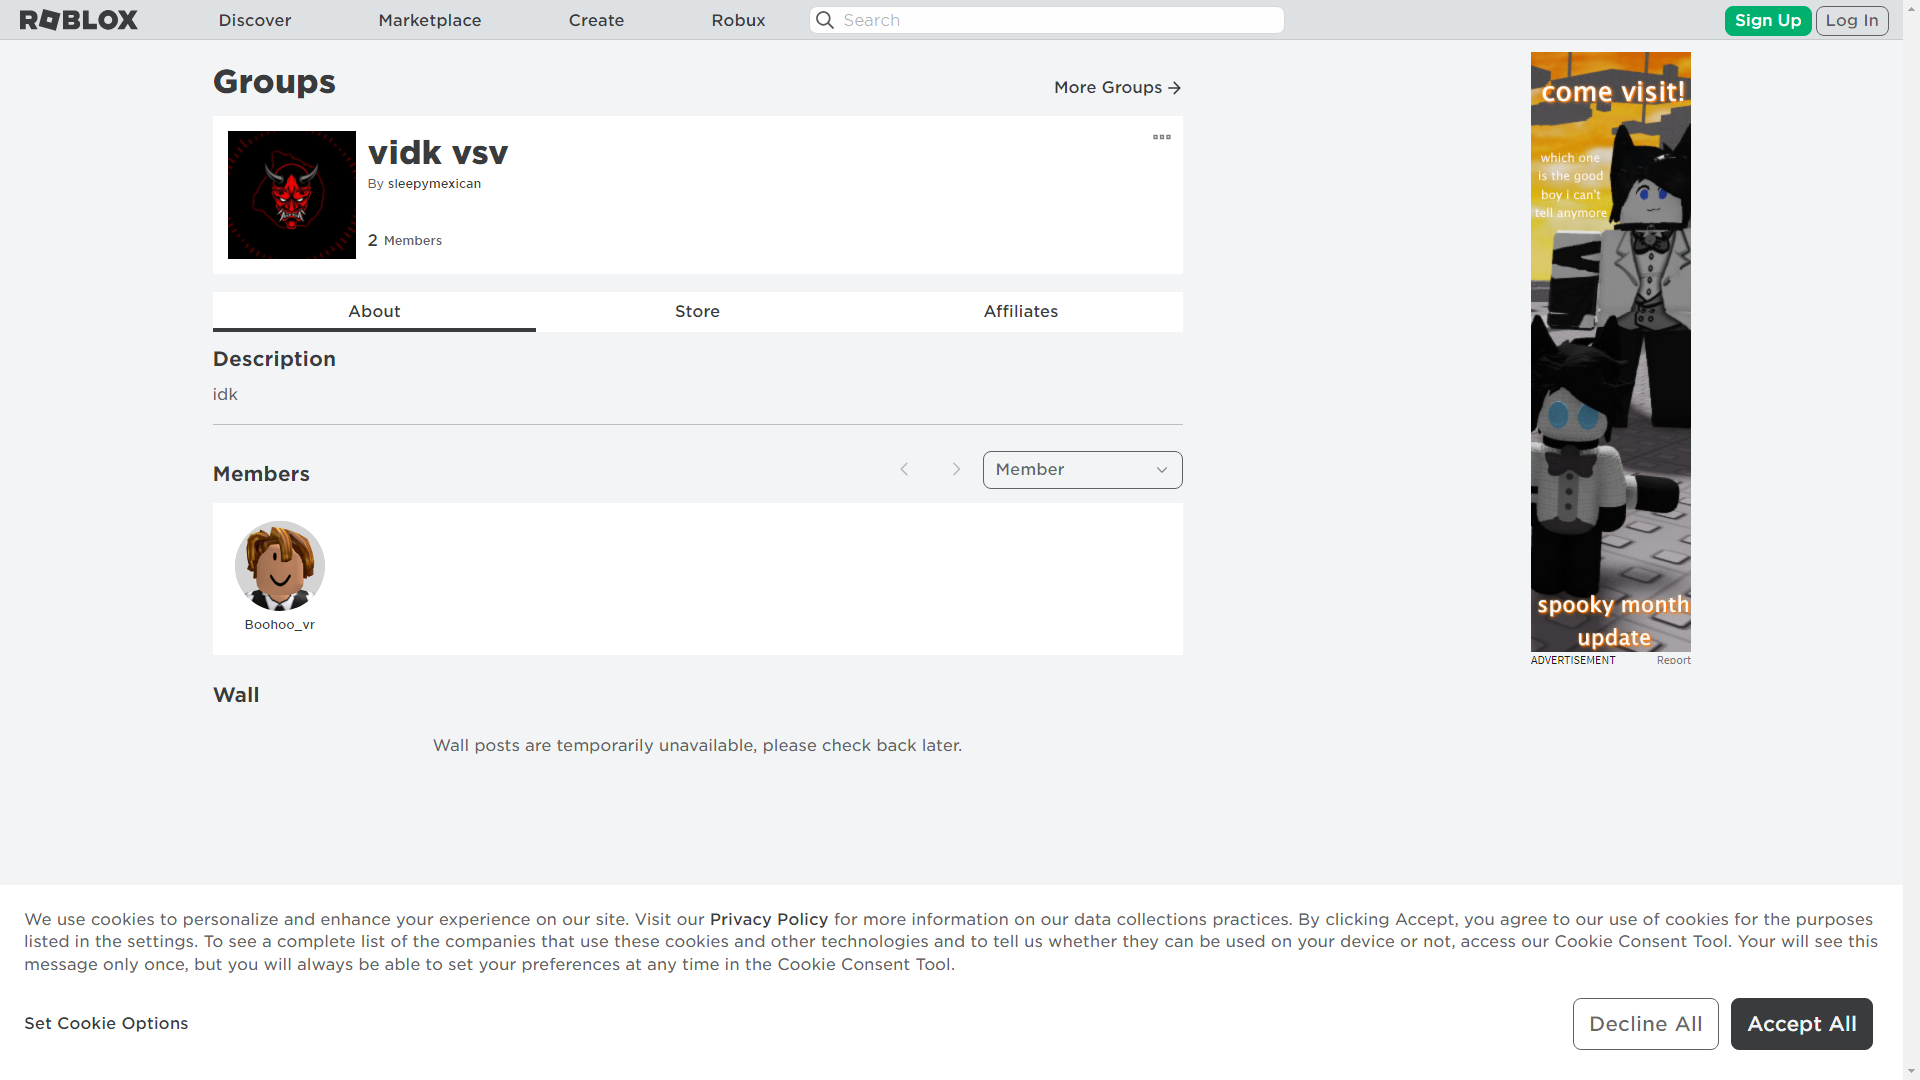 ROBLOX
Discover
Marketplace
Create
Robux
Search
Sign Up
Log In
Groups
More Groups
vidk vsv
By sleepymexican
2 Members
About
Store
Affiliates
Description
idk
Members
Member
Boohoo_vr
Wall
Wall posts are temporarily unavailable, please check back later.
come visit!
which one
is the good
boy i can't
tell anymore
spooky month
update
ADVERTISEMENT
Report
We use cookies to personalize and enhance your experience on our site. Visit our Privacy Policy for more information on our data collections practices. By clicking Accept, you agree to our use of cookies for the purposes
listed in the settings. To see a complete list of the companies that use these cookies and other technologies and to tell us whether they can be used on your device or not, access our Cookie Consent Tool. Your will see this
message only once, but you will always be able to set your preferences at any time in the Cookie Consent Tool.
Set Cookie Options
Decline All
Accept All